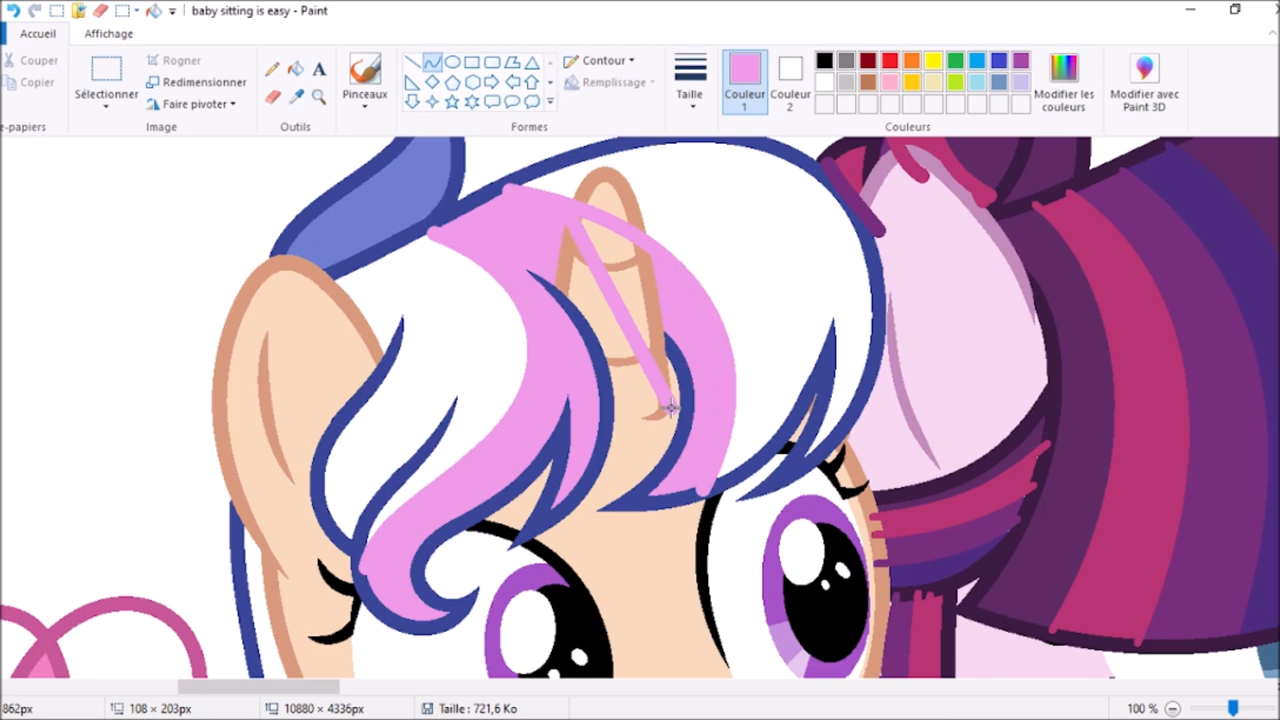 baby sitting is easy - Paint
Accueil Affichage
Couper
Copier
e-papiers
Sélectionner
Rogner
Redimensionner
Faire pivoter
Image
Outils
Pinceaux
Formes
Contour
Remplissage
Taille
Couleur
1
Couleur
2
Couleurs
Modifier les
couleurs
Modifier avec
Paint 3D
862px 108 × 203px 10880 × 4336px Taille : 721,6 Ko 100 %